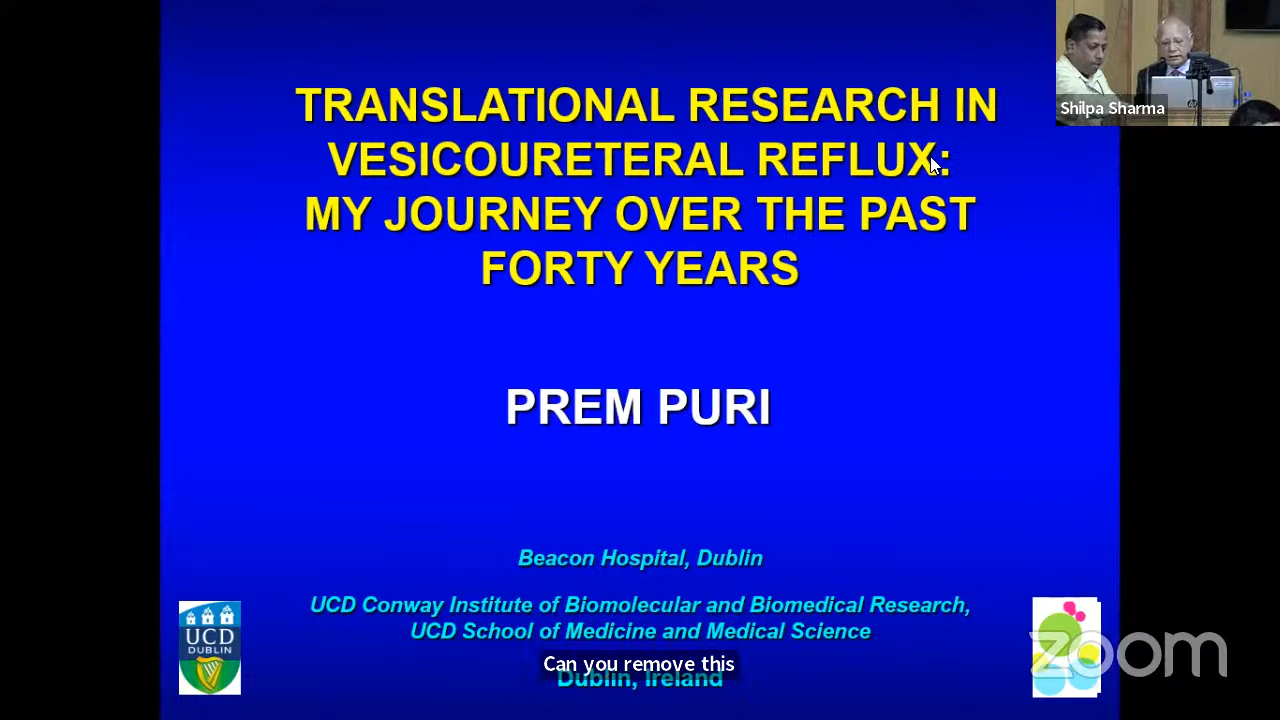 TRANSLATIONAL RESEARCH IN
VESICOURETERAL REFLUX:
MY JOURNEY OVER THE PAST
FORTY YEARS
PREM PURI
Beacon Hospital, Dublin
UCD Conway Institute of Biomolecular and Biomedical Research,
UCD School of Medicine and Medical Science
Dublin, Ireland
Can you remove this
UCD
DUBLIN
zoom
Shilpa Sharma